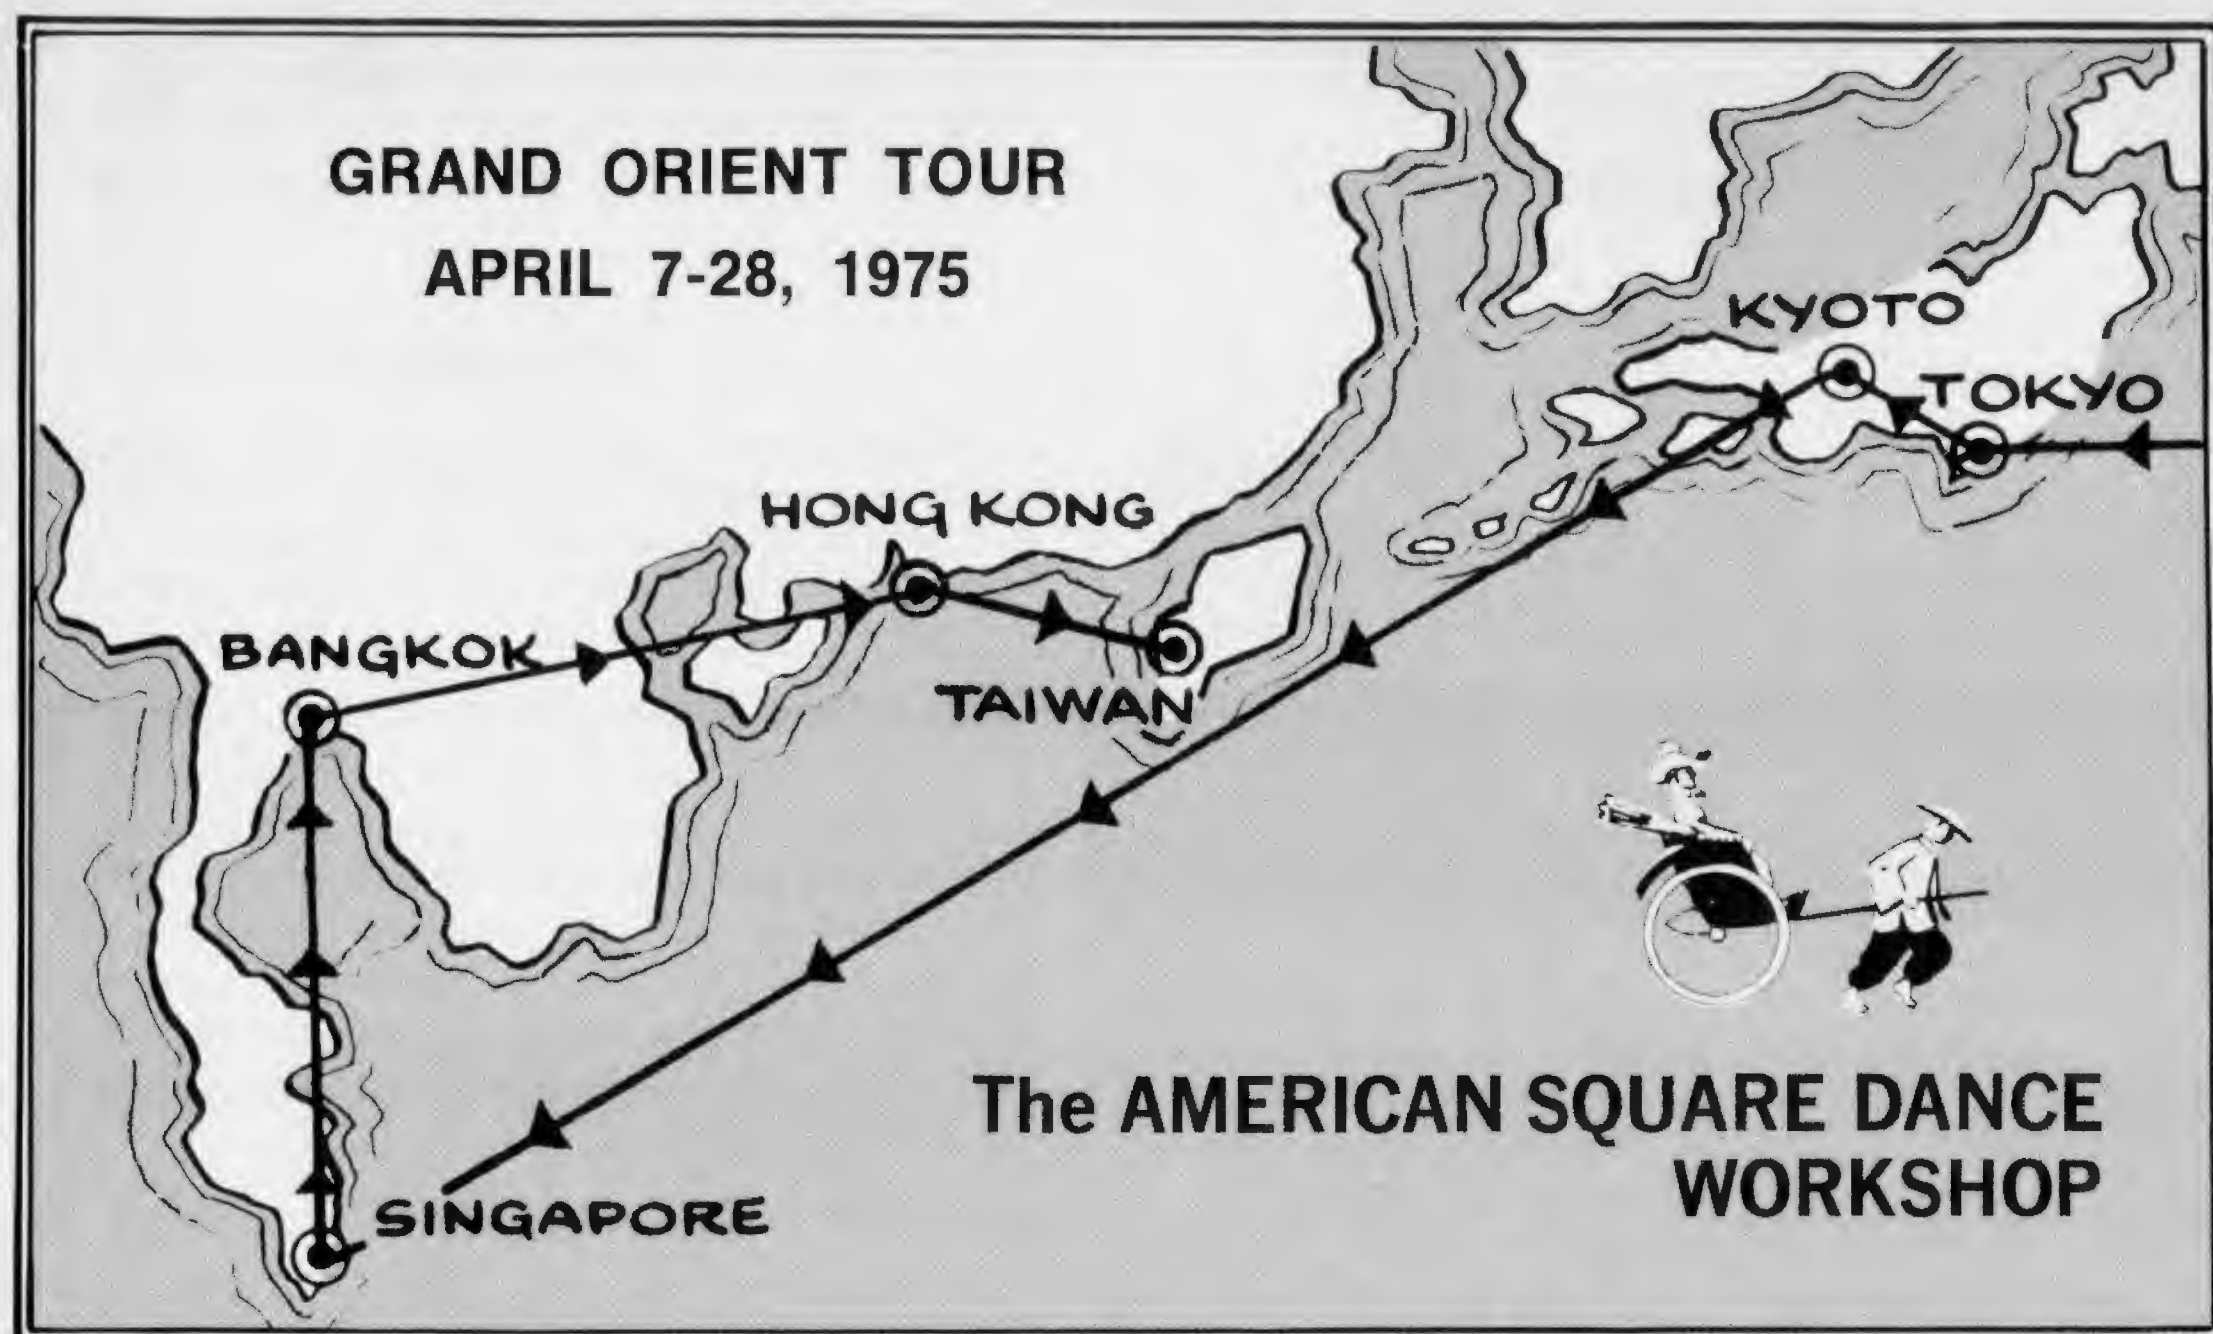 GRAND ORIENT TOUR
APRIL 7-28, 1975
KYOTO
TOKYO
HONG KONG
BANGKOK
TAIWAN
SINGAPORE
The AMERICAN SQUARE DANCE
WORKSHOP